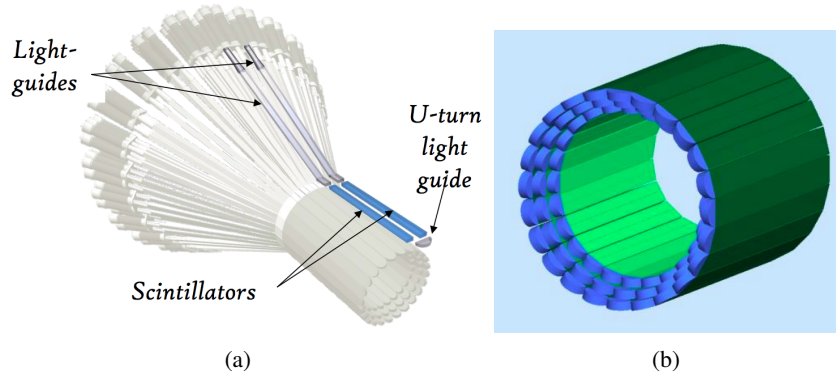 Light-
guides
U-turn
light
guide
Scintillators
(a)
(b)